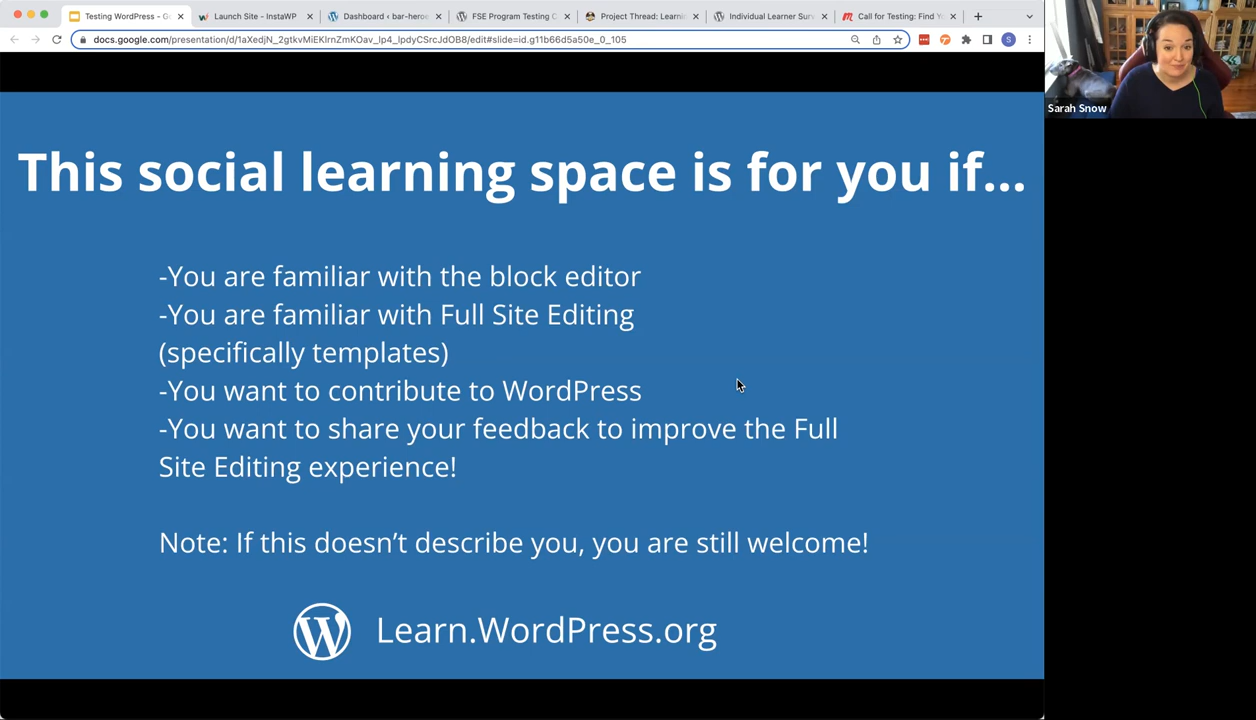 Testing WordPress - G
Launch Site - InstaWP
Dashboard ‹ bar-heroe
FSE Program Testing C
Project Thread: Learnin
Individual Learner Surv
Call for Testing: Find Yo
docs.google.com/presentation/d/1aXedjN_2gtkvMiEKIrnZmKOav_lp4_lpdyCSrcJdOB8/edit#slide=id.g11b66d5a50e_0_105
S
Sarah Snow
This social learning space is for you if...
-You are familiar with the block editor
-You are familiar with Full Site Editing
(specifically templates)
-You want to contribute to WordPress
-You want to share your feedback to improve the Full
Site Editing experience!
Note: If this doesn't describe you, you are still welcome!
Learn.WordPress.org